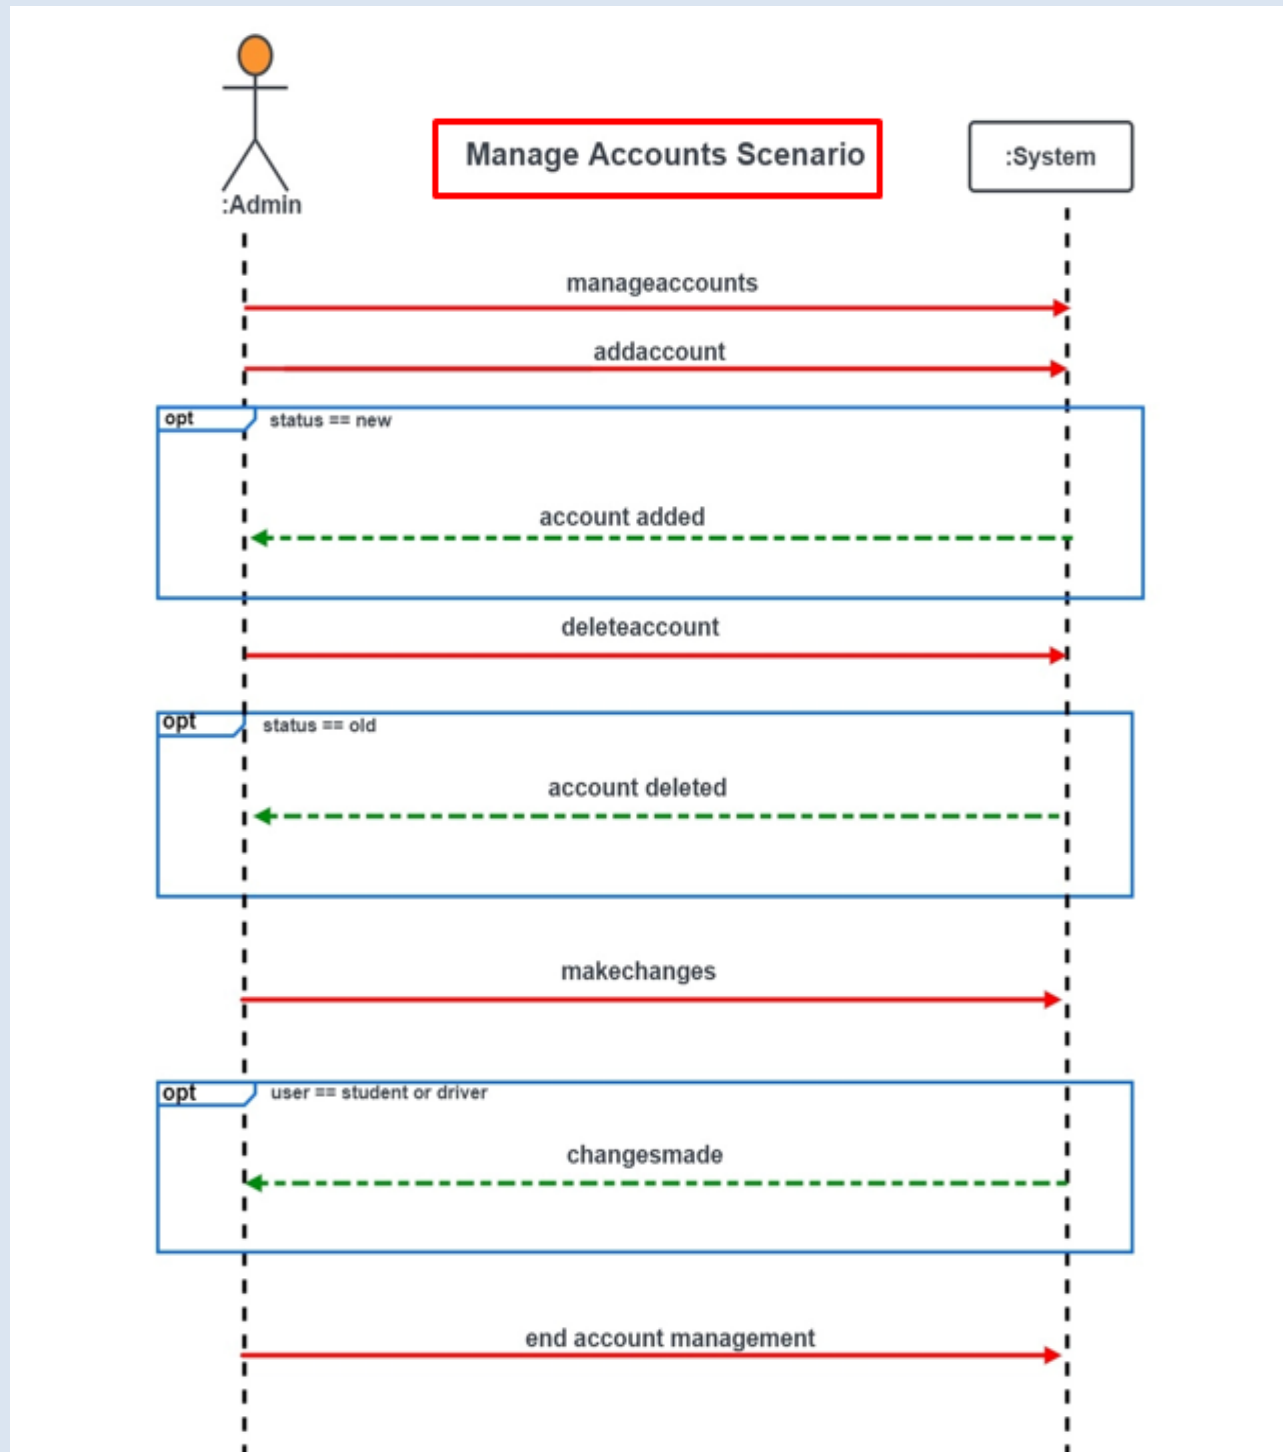 Manage Accounts Scenario
:System
:Admin
manageaccounts
addaccount
opt
status == new
account added
deleteaccount
opt
status == old
account deleted
makechanges
opt
user == student or driver
changesmade
end account management